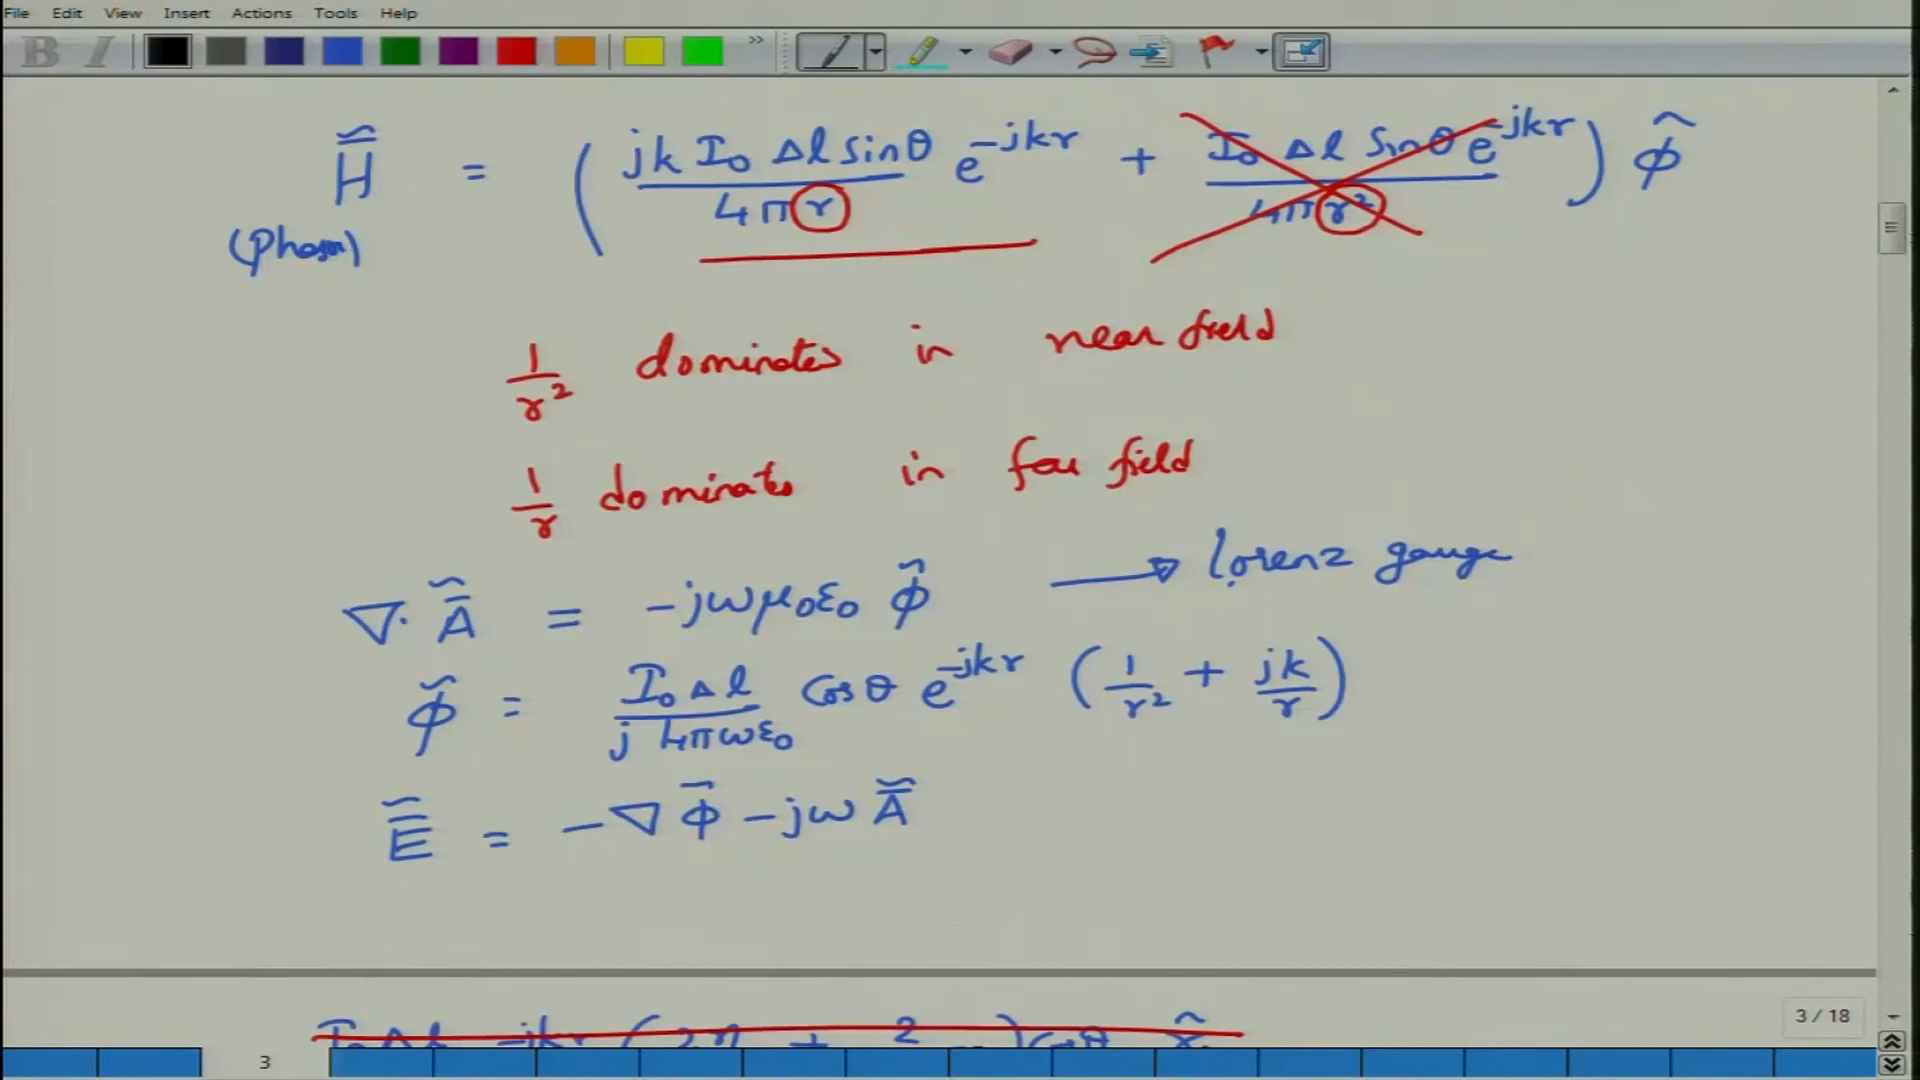 File Edit View Insert Actions Tools Help
B I »
H̃ = ( jk I₀ Δl sinθ / 4π r e^{-jkr} + I₀ Δl Sinθ e^{-jkr} / 4π r² ) φ̂
(Phasor)
1/r² dominates in near field
1/r dominates in far field
∇· Ã = -jωμ₀ε₀ φ̃ → Lorenz gauge
φ̃ = I₀ Δl / j 4πωε₀ Cosθ e^{-jkr} ( 1/r² + jk/r )
Ẽ = -∇ φ̃ - jω Ã
3 / 18
3